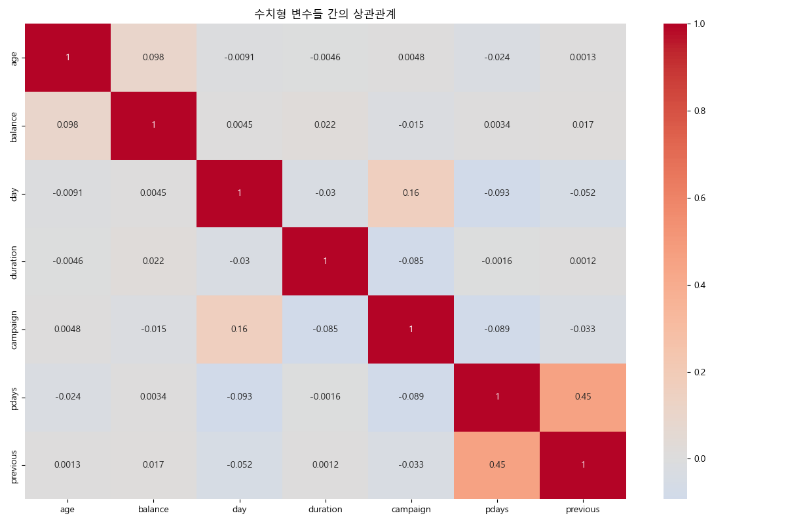 수치형 변수들 간의 상관관계
age 1 0.098 -0.0091 -0.0046 0.0048 -0.024 0.0013
balance 0.098 1 0.0045 0.022 -0.015 0.0034 0.017
day -0.0091 0.0045 1 -0.03 0.16 -0.093 -0.052
duration -0.0046 0.022 -0.03 1 -0.085 -0.0016 0.0012
campaign 0.0048 -0.015 0.16 -0.085 1 -0.089 -0.033
pdays -0.024 0.0034 -0.093 -0.0016 -0.089 1 0.45
previous 0.0013 0.017 -0.052 0.0012 -0.033 0.45 1
age balance day duration campaign pdays previous
1.0
0.8
0.6
0.4
0.2
0.0